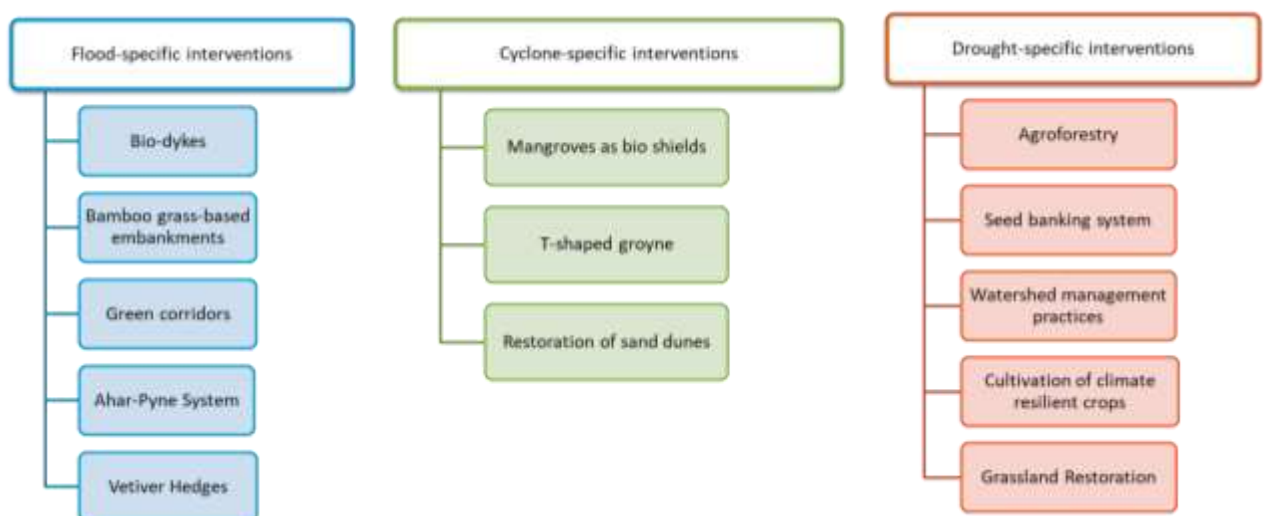 Flood-specific interventions
Bio-dykes
Bamboo grass-based
embankments
Green corridors
Ahar-Pyne System
Vetiver Hedges
Cyclone-specific interventions
Mangroves as bio shields
T-shaped groyne
Restoration of sand dunes
Drought-specific interventions
Agroforestry
Seed banking system
Watershed management
practices
Cultivation of climate
resilient crops
Grassland Restoration